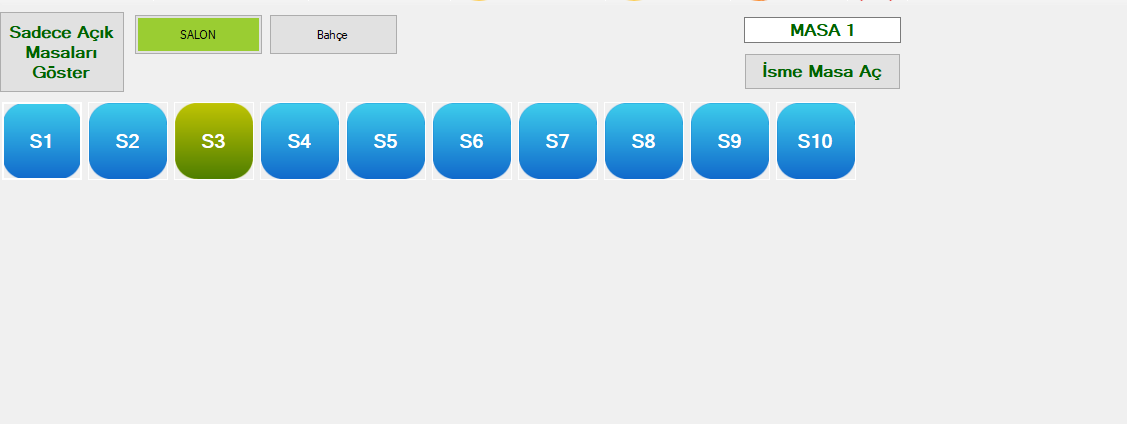 Sadece Açık
Masaları
Göster
SALON
Bahçe
MASA 1
İsme Masa Aç
S1
S2
S3
S4
S5
S6
S7
S8
S9
S10